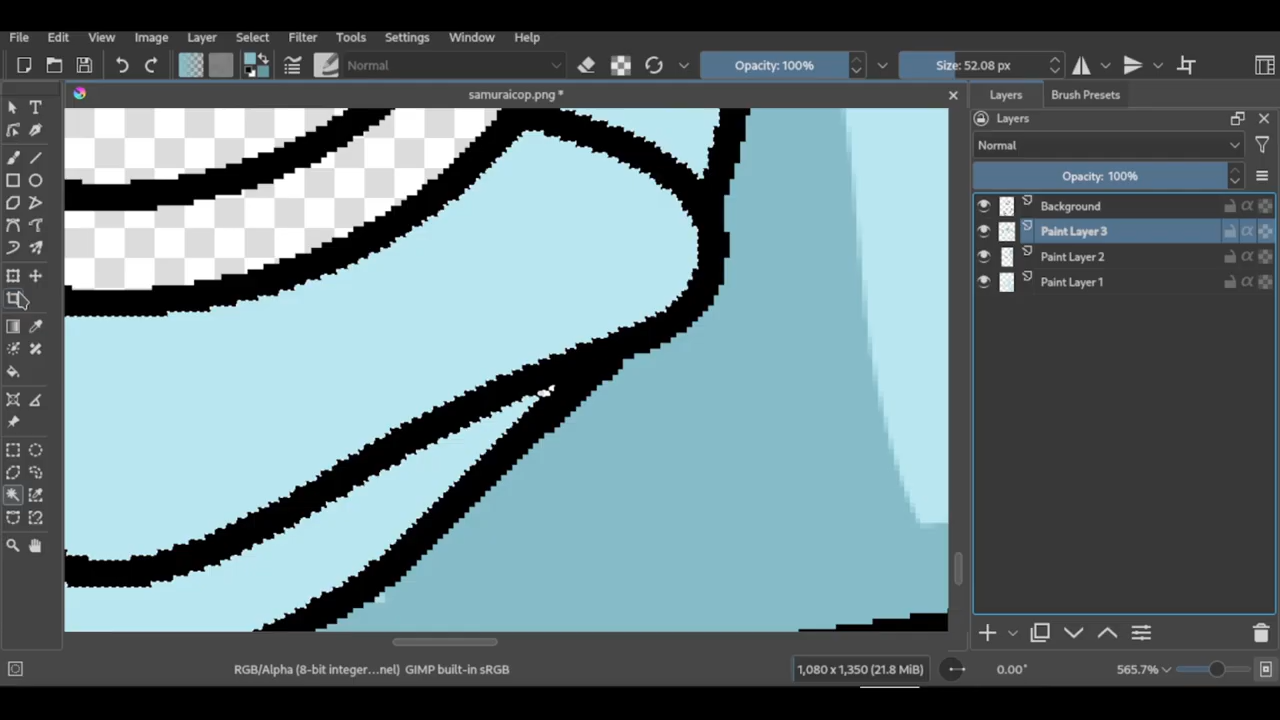 File Edit View Image Layer Select Filter Tools Settings Window Help
Normal Opacity: 100% Size: 52.08 px
samuraicop.png *
Layers Brush Presets
Layers
Normal
Opacity: 100%
Background
Paint Layer 3
Paint Layer 2
Paint Layer 1
RGB/Alpha (8-bit integer...nel) GIMP built-in sRGB 1,080 x 1,350 (21.8 MiB) 0.00° 565.7%